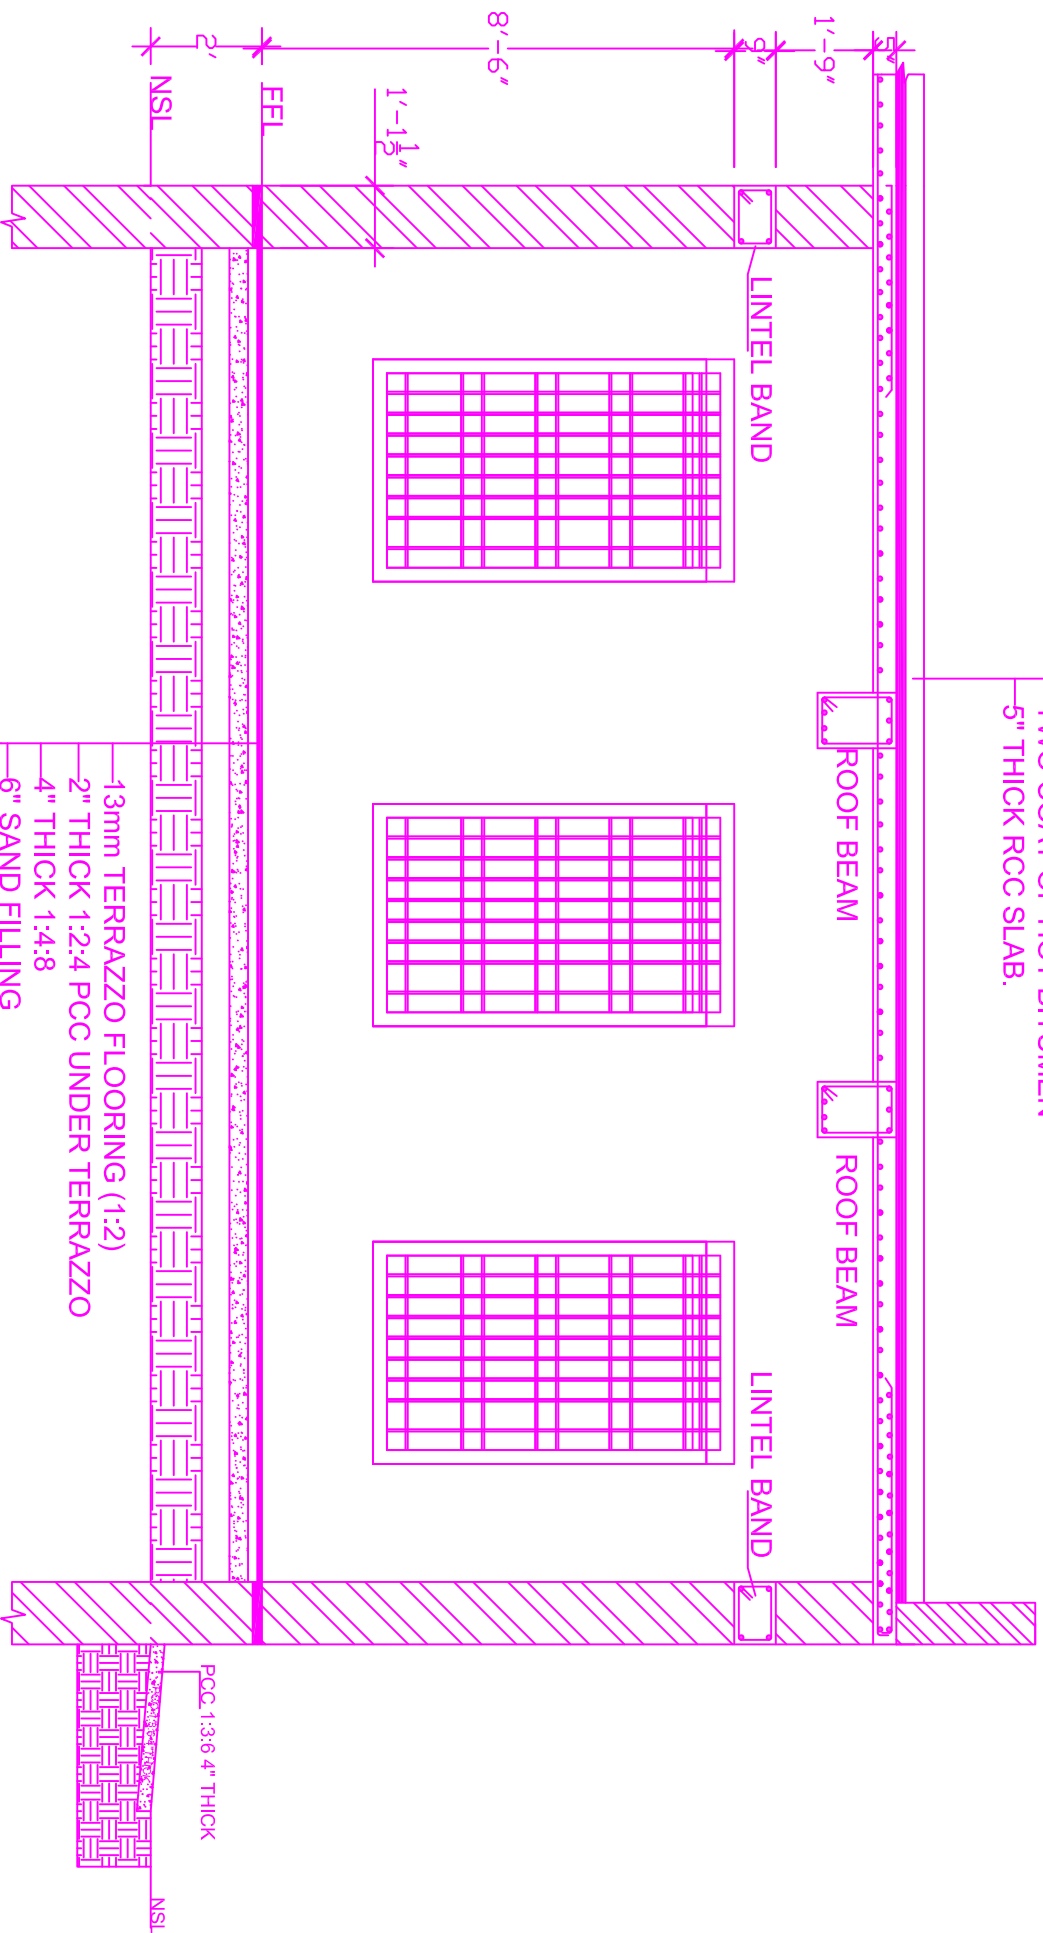 5" THICK RCC SLAB.
5"
1'-9"
9"
8'-6"
2'
1'-1½"
FFL
NSL
LINTEL BAND
LINTEL BAND
ROOF BEAM
ROOF BEAM
13mm TERRAZZO FLOORING (1:2)
2" THICK 1:2:4 PCC UNDER TERRAZZO
4" THICK 1:4:8
6" SAND FILLING
PCC 1:3:6 4" THICK
NSL